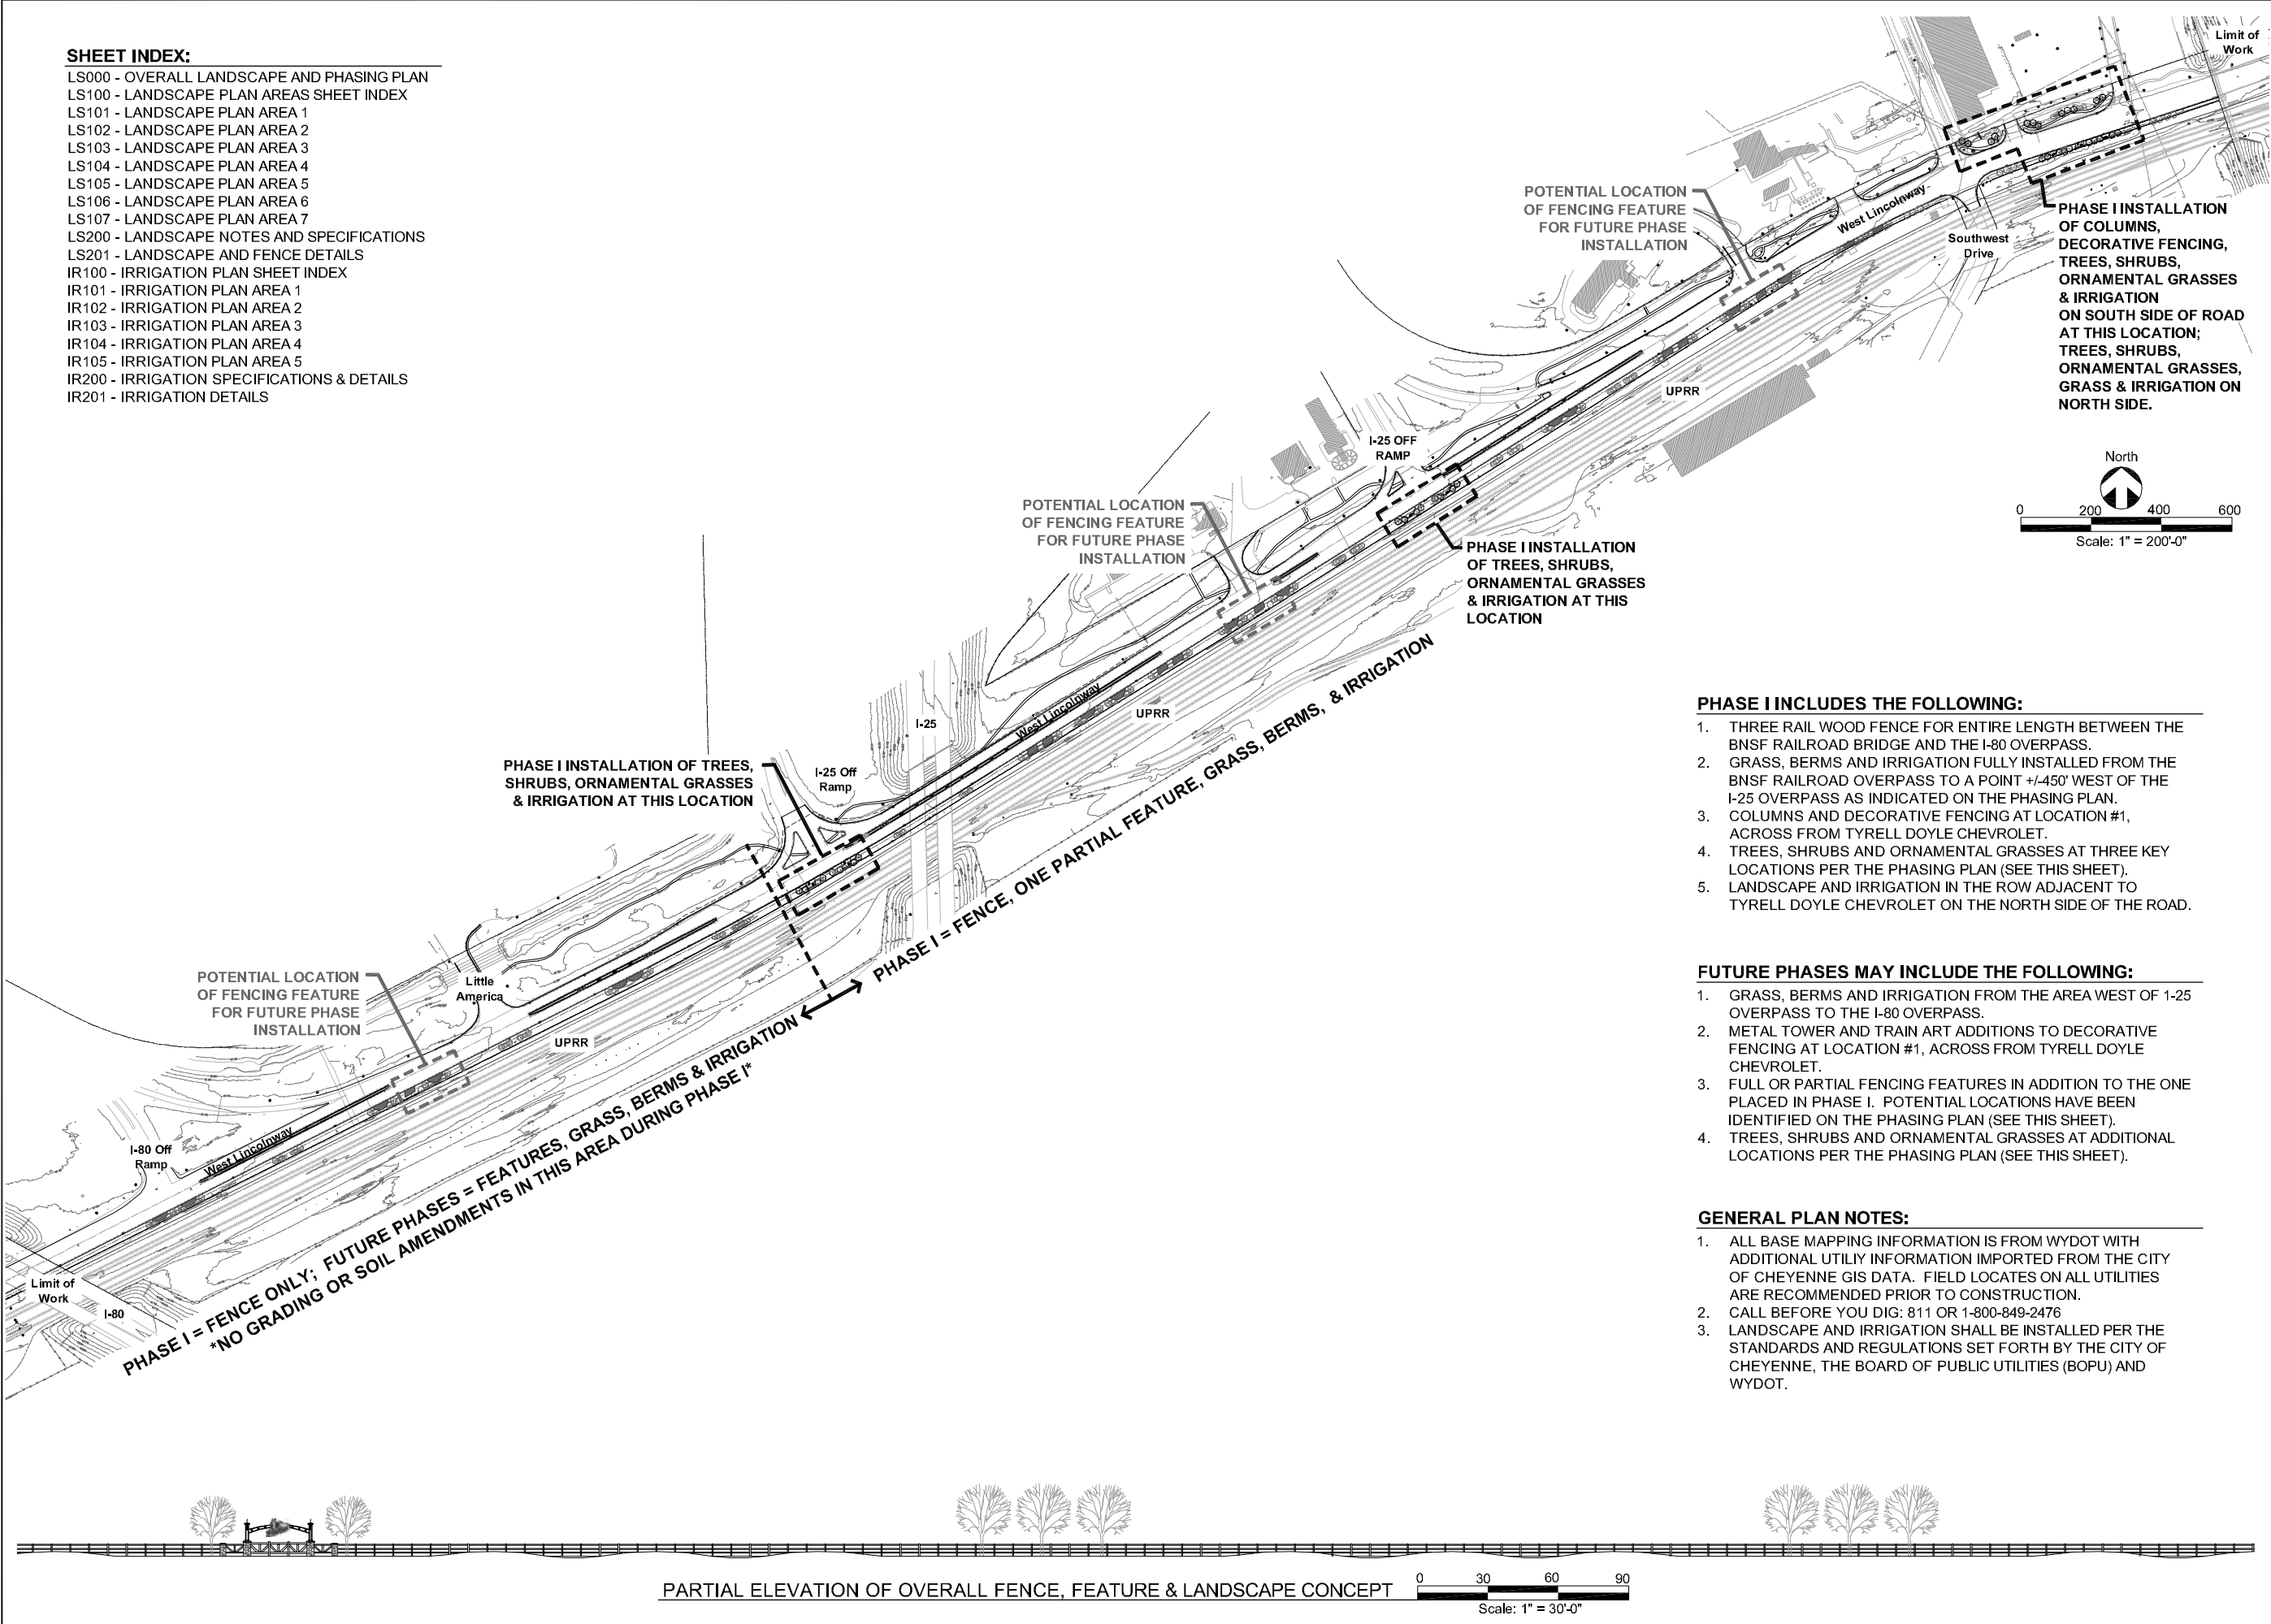 SHEET INDEX:
LS000 - OVERALL LANDSCAPE AND PHASING PLAN
LS100 - LANDSCAPE PLAN AREAS SHEET INDEX
LS101 - LANDSCAPE PLAN AREA 1
LS102 - LANDSCAPE PLAN AREA 2
LS103 - LANDSCAPE PLAN AREA 3
LS104 - LANDSCAPE PLAN AREA 4
LS105 - LANDSCAPE PLAN AREA 5
LS106 - LANDSCAPE PLAN AREA 6
LS107 - LANDSCAPE PLAN AREA 7
LS200 - LANDSCAPE NOTES AND SPECIFICATIONS
LS201 - LANDSCAPE AND FENCE DETAILS
IR100 - IRRIGATION PLAN SHEET INDEX
IR101 - IRRIGATION PLAN AREA 1
IR102 - IRRIGATION PLAN AREA 2
IR103 - IRRIGATION PLAN AREA 3
IR104 - IRRIGATION PLAN AREA 4
IR105 - IRRIGATION PLAN AREA 5
IR200 - IRRIGATION SPECIFICATIONS & DETAILS
IR201 - IRRIGATION DETAILS
Limit of
Work
POTENTIAL LOCATION
OF FENCING FEATURE
FOR FUTURE PHASE
INSTALLATION
West Lincolnway
Southwest
Drive
PHASE I INSTALLATION
OF COLUMNS,
DECORATIVE FENCING,
TREES, SHRUBS,
ORNAMENTAL GRASSES
& IRRIGATION
ON SOUTH SIDE OF ROAD
AT THIS LOCATION;
TREES, SHRUBS,
ORNAMENTAL GRASSES,
GRASS & IRRIGATION ON
NORTH SIDE.
UPRR
I-25 OFF
RAMP
North
0 200 400 600
Scale: 1" = 200'-0"
POTENTIAL LOCATION
OF FENCING FEATURE
FOR FUTURE PHASE
INSTALLATION
PHASE I INSTALLATION
OF TREES, SHRUBS,
ORNAMENTAL GRASSES
& IRRIGATION AT THIS
LOCATION
West Lincolnway
UPRR
I-25
PHASE I INSTALLATION OF TREES,
SHRUBS, ORNAMENTAL GRASSES
& IRRIGATION AT THIS LOCATION
I-25 Off
Ramp
PHASE I = FENCE, ONE PARTIAL FEATURE, GRASS, BERMS, & IRRIGATION
POTENTIAL LOCATION
OF FENCING FEATURE
FOR FUTURE PHASE
INSTALLATION
Little
America
UPRR
I-80 Off
Ramp
West Lincolnway
Limit of
Work
I-80
PHASE I = FENCE ONLY; FUTURE PHASES = FEATURES, GRASS, BERMS & IRRIGATION
*NO GRADING OR SOIL AMENDMENTS IN THIS AREA DURING PHASE I*
PHASE I INCLUDES THE FOLLOWING:
1. THREE RAIL WOOD FENCE FOR ENTIRE LENGTH BETWEEN THE
BNSF RAILROAD BRIDGE AND THE I-80 OVERPASS.
2. GRASS, BERMS AND IRRIGATION FULLY INSTALLED FROM THE
BNSF RAILROAD OVERPASS TO A POINT +/-450' WEST OF THE
I-25 OVERPASS AS INDICATED ON THE PHASING PLAN.
3. COLUMNS AND DECORATIVE FENCING AT LOCATION #1,
ACROSS FROM TYRELL DOYLE CHEVROLET.
4. TREES, SHRUBS AND ORNAMENTAL GRASSES AT THREE KEY
LOCATIONS PER THE PHASING PLAN (SEE THIS SHEET).
5. LANDSCAPE AND IRRIGATION IN THE ROW ADJACENT TO
TYRELL DOYLE CHEVROLET ON THE NORTH SIDE OF THE ROAD.
FUTURE PHASES MAY INCLUDE THE FOLLOWING:
1. GRASS, BERMS AND IRRIGATION FROM THE AREA WEST OF 1-25
OVERPASS TO THE I-80 OVERPASS.
2. METAL TOWER AND TRAIN ART ADDITIONS TO DECORATIVE
FENCING AT LOCATION #1, ACROSS FROM TYRELL DOYLE
CHEVROLET.
3. FULL OR PARTIAL FENCING FEATURES IN ADDITION TO THE ONE
PLACED IN PHASE I. POTENTIAL LOCATIONS HAVE BEEN
IDENTIFIED ON THE PHASING PLAN (SEE THIS SHEET).
4. TREES, SHRUBS AND ORNAMENTAL GRASSES AT ADDITIONAL
LOCATIONS PER THE PHASING PLAN (SEE THIS SHEET).
GENERAL PLAN NOTES:
1. ALL BASE MAPPING INFORMATION IS FROM WYDOT WITH
ADDITIONAL UTILIY INFORMATION IMPORTED FROM THE CITY
OF CHEYENNE GIS DATA. FIELD LOCATES ON ALL UTILITIES
ARE RECOMMENDED PRIOR TO CONSTRUCTION.
2. CALL BEFORE YOU DIG: 811 OR 1-800-849-2476
3. LANDSCAPE AND IRRIGATION SHALL BE INSTALLED PER THE
STANDARDS AND REGULATIONS SET FORTH BY THE CITY OF
CHEYENNE, THE BOARD OF PUBLIC UTILITIES (BOPU) AND
WYDOT.
PARTIAL ELEVATION OF OVERALL FENCE, FEATURE & LANDSCAPE CONCEPT
0 30 60 90
Scale: 1" = 30'-0"